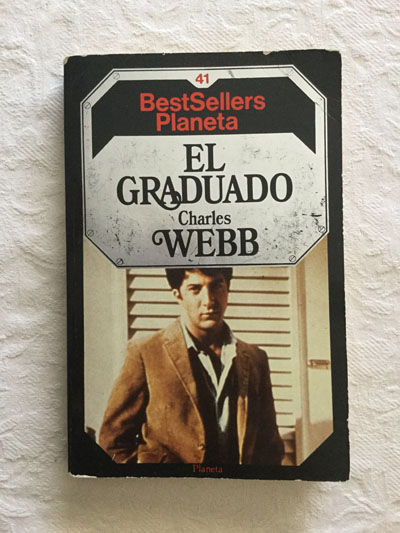 41
BestSellers
Planeta
EL
GRADUADO
Charles
WEBB
Planeta